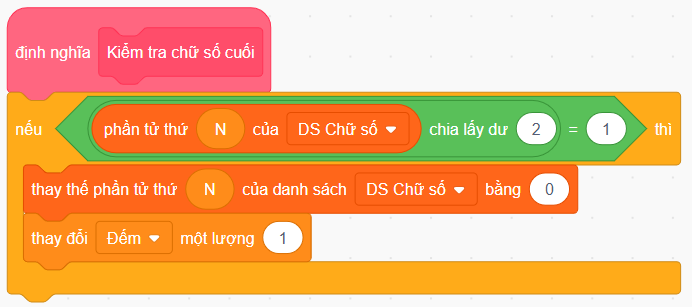 định nghĩa Kiểm tra chữ số cuối
nếu phần tử thứ N của DS Chữ số chia lấy dư 2 = 1 thì
thay thế phần tử thứ N của danh sách DS Chữ số bằng 0
thay đổi Đếm một lượng 1